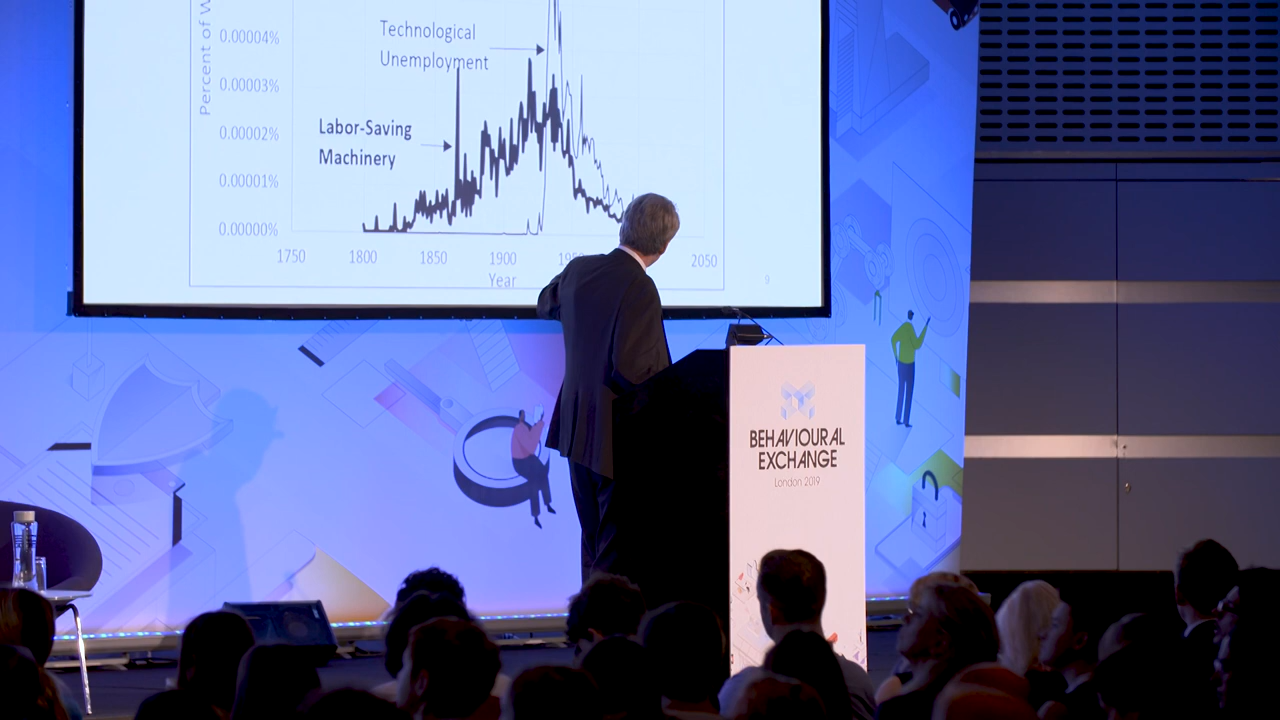 Percent of W
0.00004%
0.00003%
0.00002%
0.00001%
0.00000%
Technological
Unemployment
Labor-Saving
Machinery
1750
1800
1850
1900
2050
Year
9
BEHAVIOURAL
EXCHANGE
London 2019